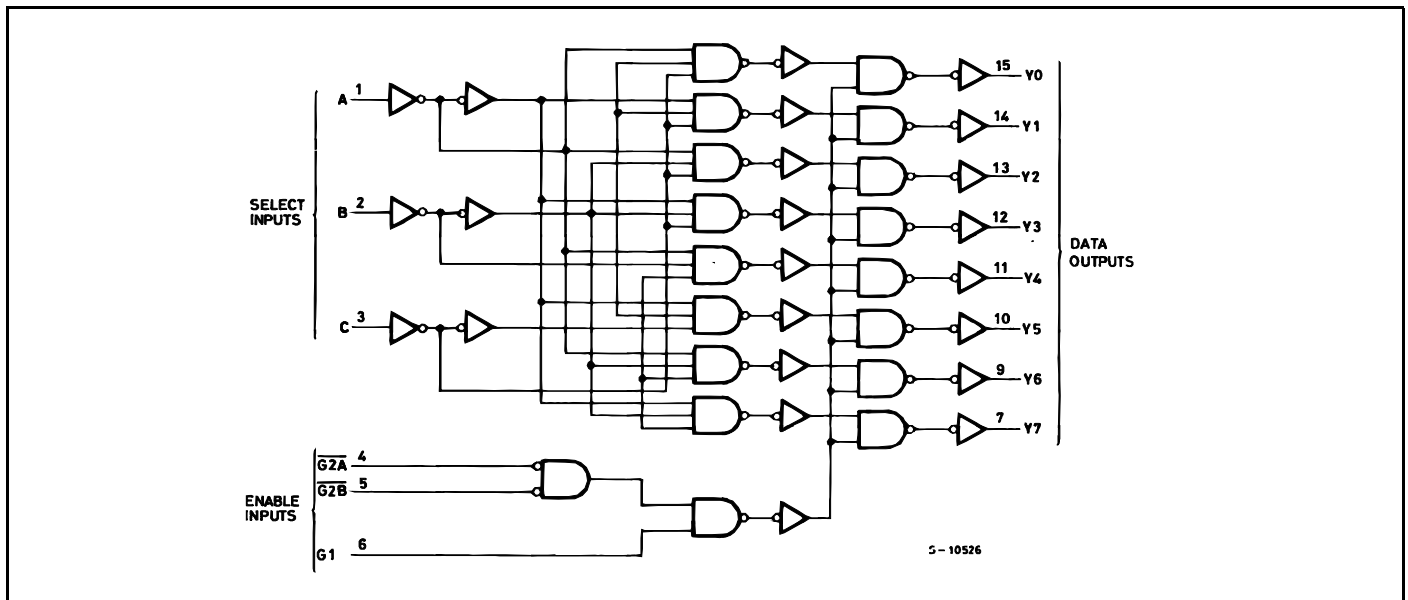 SELECT
INPUTS
A 1
B 2
C 3
15 Y0
14 Y1
13 Y2
12 Y3
11 Y4
10 Y5
9 Y6
7 Y7
DATA
OUTPUTS
ENABLE
INPUTS
G2A 4
G2B 5
G1 6
S-10526